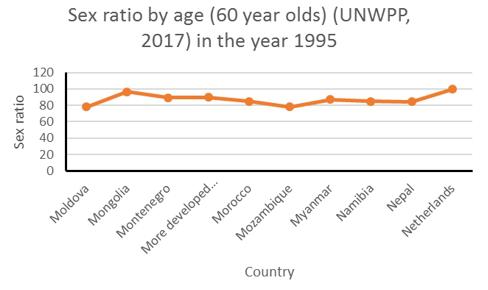 Sex ratio by age (60 year olds) (UNWPP,
2017) in the year 1995
120
100
80
60
40
20
0
Sex ratio
Moldova
Mongolia
Montenegro
More developed…
Morocco
Mozambique
Myanmar
Namibia
Nepal
Netherlands
Country